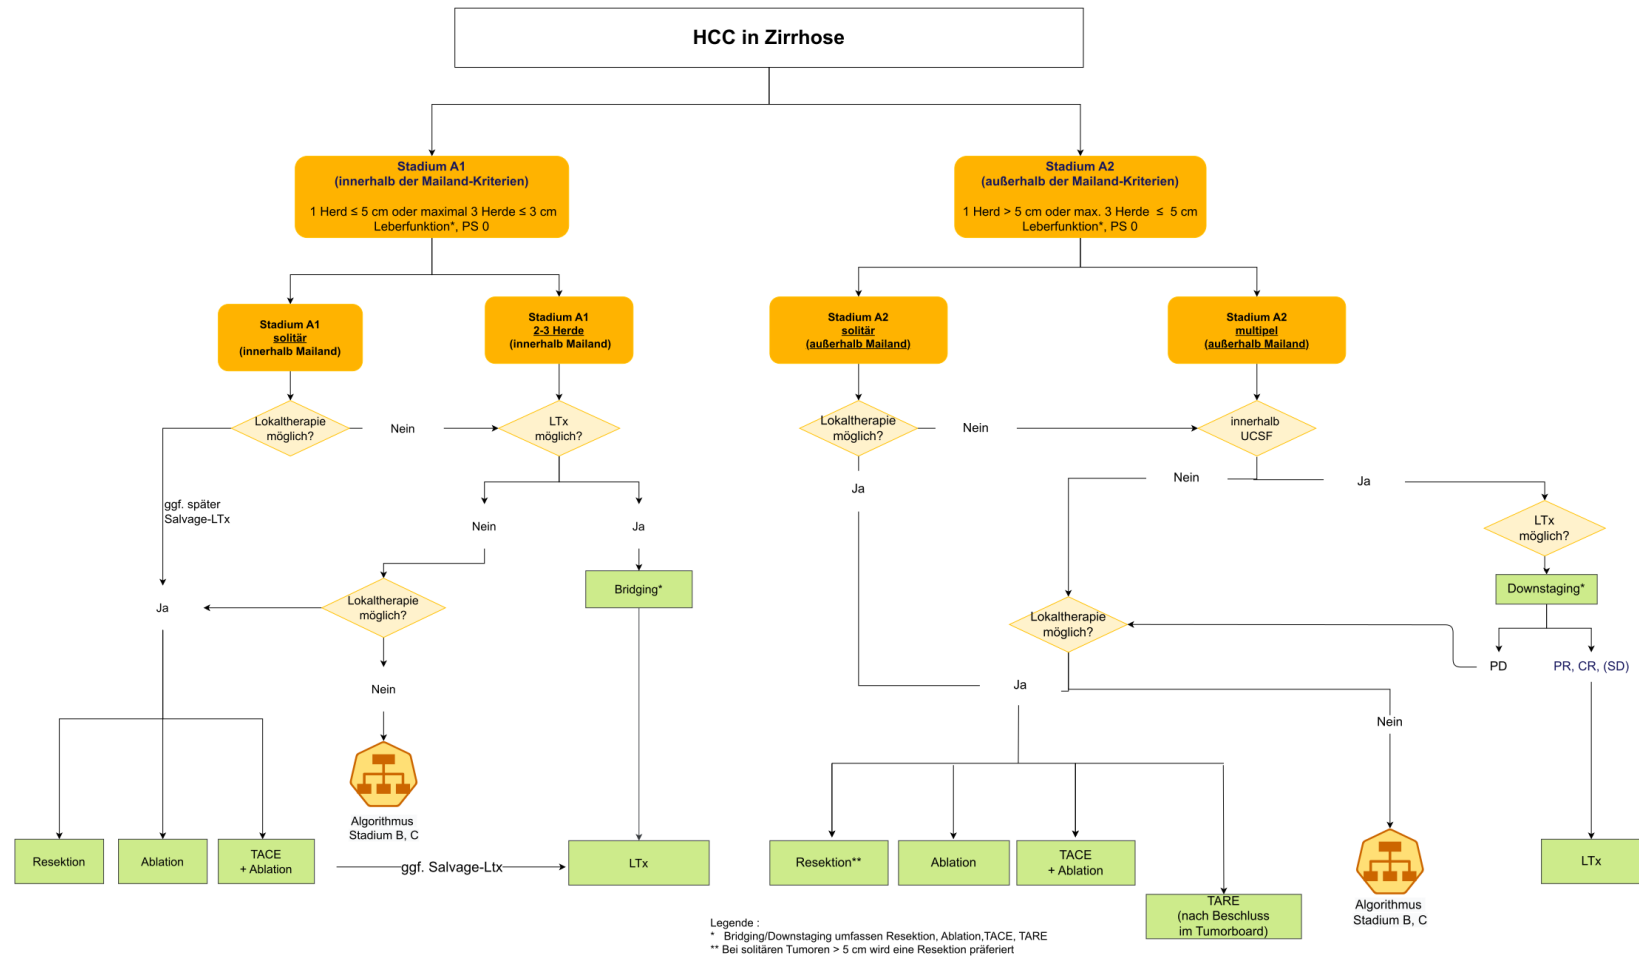 HCC in Zirrhose
Stadium A1
(innerhalb der Mailand-Kriterien)
1 Herd ≤ 5 cm oder maximal 3 Herde ≤ 3 cm
Leberfunktion*, PS 0
Stadium A2
(außerhalb der Mailand-Kriterien)
1 Herd > 5 cm oder max. 3 Herde ≤ 5 cm
Leberfunktion*, PS 0
Stadium A1
solitär
(innerhalb Mailand)
Stadium A1
2-3 Herde
(innerhalb Mailand)
Stadium A2
solitär
(außerhalb Mailand)
Stadium A2
multipel
(außerhalb Mailand)
Lokaltherapie
möglich?
Nein
LTx
möglich?
Lokaltherapie
möglich?
Nein
innerhalb
UCSF
ggf. später
Salvage-LTx
Nein
Ja
Ja
Nein
Ja
LTx
möglich?
Ja
Lokaltherapie
möglich?
Bridging*
Lokaltherapie
möglich?
Downstaging*
Nein
Ja
PD
PR, CR, (SD)
Nein
Algorithmus
Stadium B, C
Resektion
Ablation
TACE
+ Ablation
ggf. Salvage-Ltx
LTx
Resektion**
Ablation
TACE
+ Ablation
TARE
(nach Beschluss
im Tumorboard)
Algorithmus
Stadium B, C
LTx
Legende :
* Bridging/Downstaging umfassen Resektion, Ablation,TACE, TARE
** Bei solitären Tumoren > 5 cm wird eine Resektion präferiert